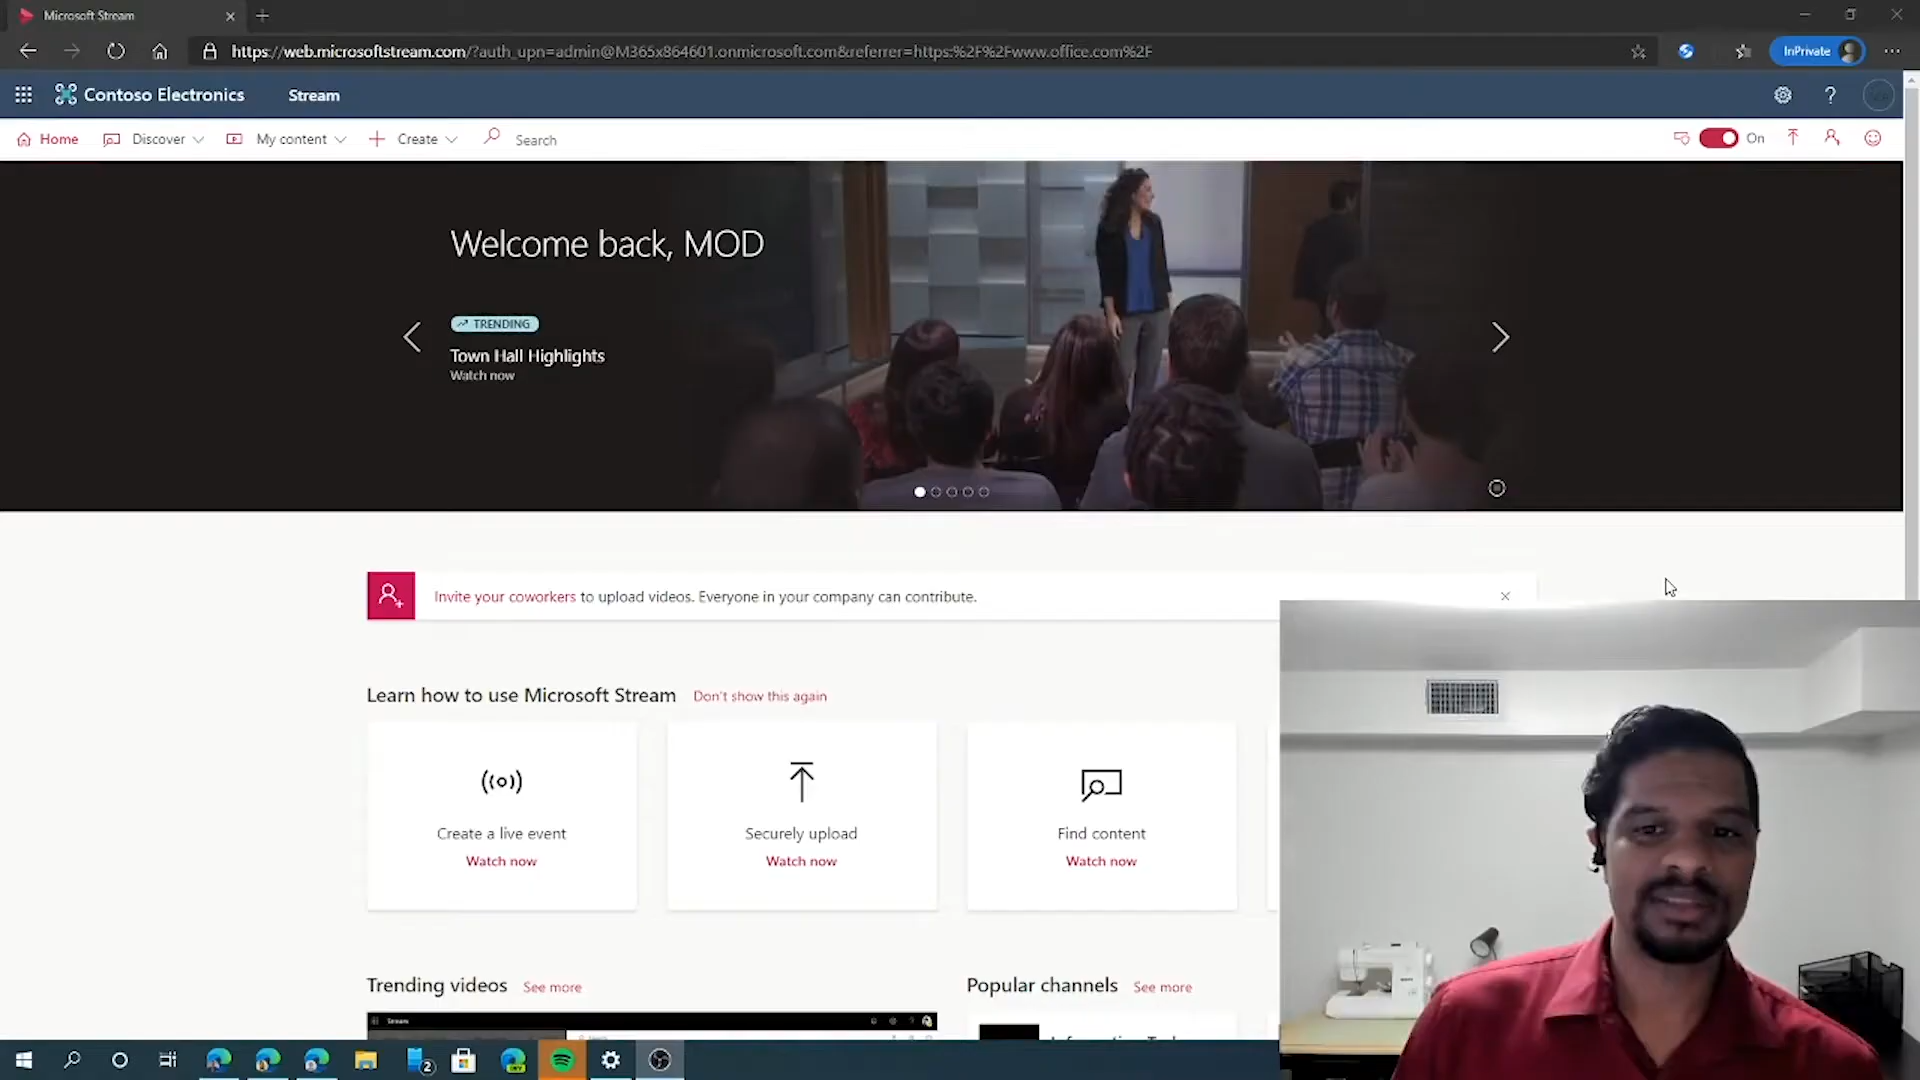 Microsoft Stream
https://web.microsoftstream.com/?auth_upn=admin@M365x864601.onmicrosoft.com&referrer=https:%2F%2Fwww.office.com%2F
InPrivate
Contoso Electronics
Stream
Home
Discover
My content
Create
Search
On
Welcome back, MOD
TRENDING
Town Hall Highlights
Watch now
Invite your coworkers to upload videos. Everyone in your company can contribute.
Learn how to use Microsoft Stream
Don't show this again
Create a live event
Watch now
Securely upload
Watch now
Find content
Watch now
Trending videos
See more
Popular channels
See more
Stream
2